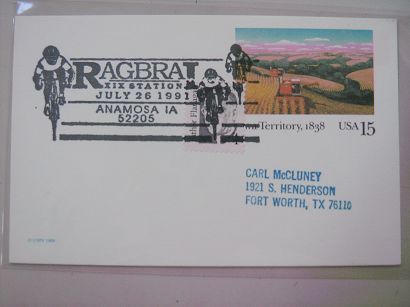 RAGBRAI
XIX STATION
JULY 26 1991
ANAMOSA IA
52205
Territory, 1838 USA 15
CARL McCLUNEY
1921 S. HENDERSON
FORT WORTH, TX 76110